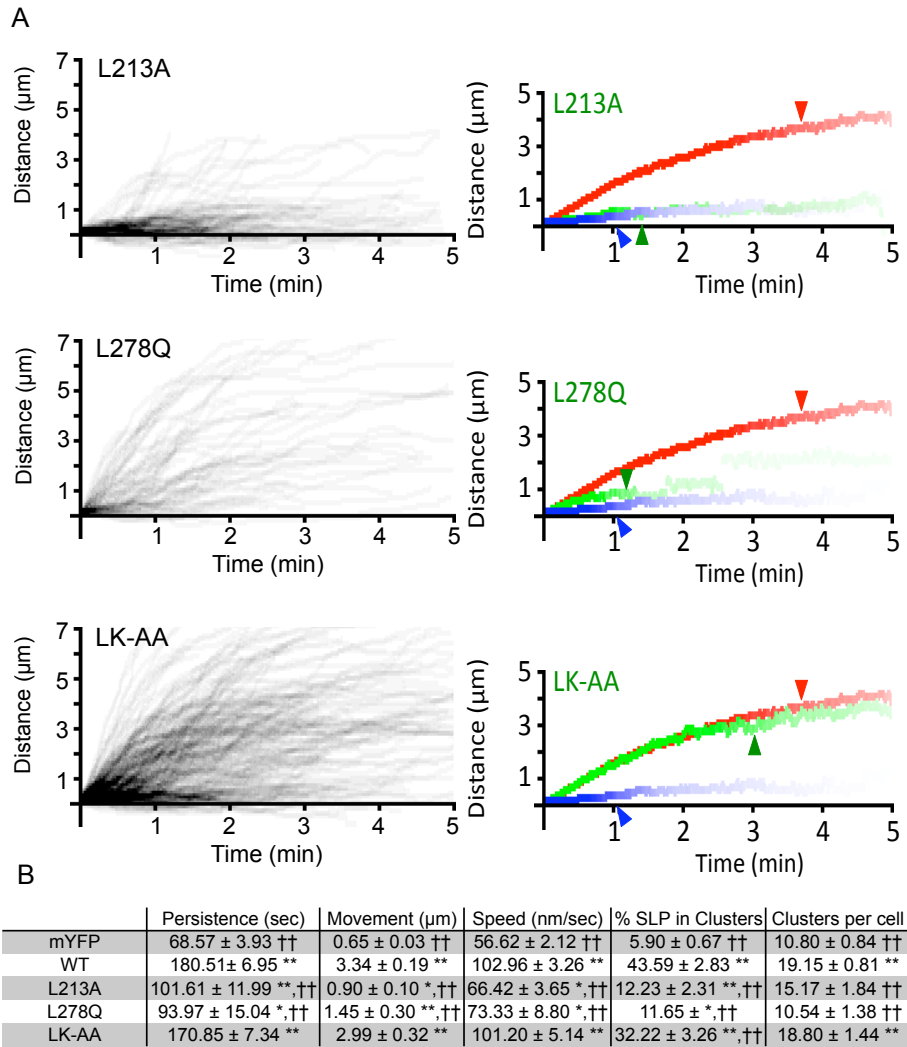 A
L213A
Distance (µm)
7
5
3
1
1 2 3 4 5
Time (min)
L213A
Distance (µm)
5
3
1
1 2 3 4 5
Time (min)
L278Q
Distance (µm)
7
5
3
1
1 2 3 4 5
Time (min)
L278Q
Distance (µm)
5
3
1
1 2 3 4 5
Time (min)
LK-AA
Distance (µm)
7
5
3
1
1 2 3 4 5
Time (min)
LK-AA
Distance (µm)
5
3
1
1 2 3 4 5
Time (min)
B
Persistence (sec) Movement (µm) Speed (nm/sec) % SLP in Clusters Clusters per cell
mYFP 68.57 ± 3.93 †† 0.65 ± 0.03 †† 56.62 ± 2.12 †† 5.90 ± 0.67 †† 10.80 ± 0.84 ††
WT 180.51± 6.95 ** 3.34 ± 0.19 ** 102.96 ± 3.26 ** 43.59 ± 2.83 ** 19.15 ± 0.81 **
L213A 101.61 ± 11.99 **,†† 0.90 ± 0.10 *,†† 66.42 ± 3.65 *,†† 12.23 ± 2.31 **,†† 15.17 ± 1.84 ††
L278Q 93.97 ± 15.04 *,†† 1.45 ± 0.30 **,†† 73.33 ± 8.80 *,†† 11.65 ± *,†† 10.54 ± 1.38 ††
LK-AA 170.85 ± 7.34 ** 2.99 ± 0.32 ** 101.20 ± 5.14 ** 32.22 ± 3.26 **,†† 18.80 ± 1.44 **